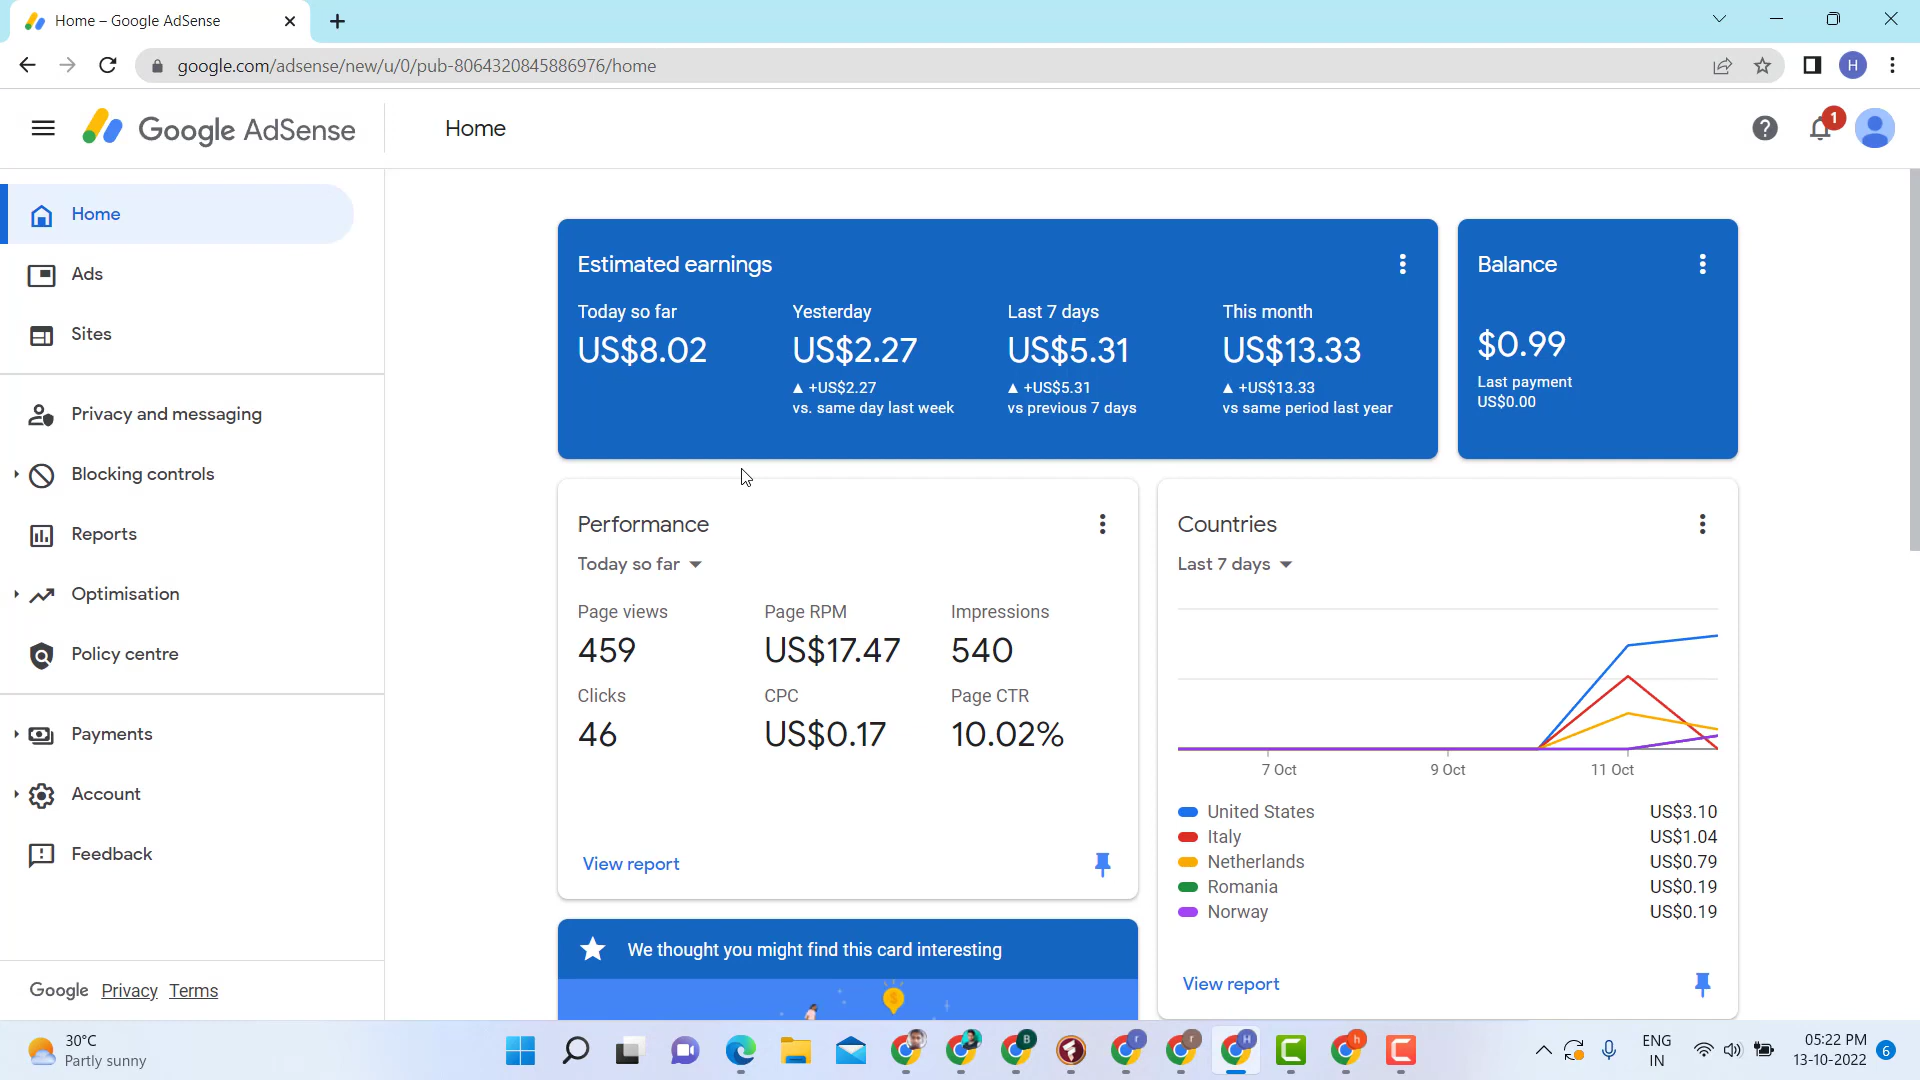 Home – Google AdSense
google.com/adsense/new/u/0/pub-8064320845886976/home
H
Google AdSense
Home
1
Home
Ads
Sites
Privacy and messaging
Blocking controls
Reports
Optimisation
Policy centre
Payments
Account
Feedback
Google Privacy Terms
Estimated earnings
Today so far
US$8.02
Yesterday
US$2.27
+US$2.27
vs. same day last week
Last 7 days
US$5.31
+US$5.31
vs previous 7 days
This month
US$13.33
+US$13.33
vs same period last year
Balance
$0.99
Last payment
US$0.00
Performance
Today so far
Page views
459
Page RPM
US$17.47
Impressions
540
Clicks
46
CPC
US$0.17
Page CTR
10.02%
View report
We thought you might find this card interesting
Countries
Last 7 days
7 Oct 9 Oct 11 Oct
United States US$3.10
Italy US$1.04
Netherlands US$0.79
Romania US$0.19
Norway US$0.19
View report
30°C
Partly sunny
B
r
r
H
h
ENG
IN
05:22 PM
13-10-2022
6